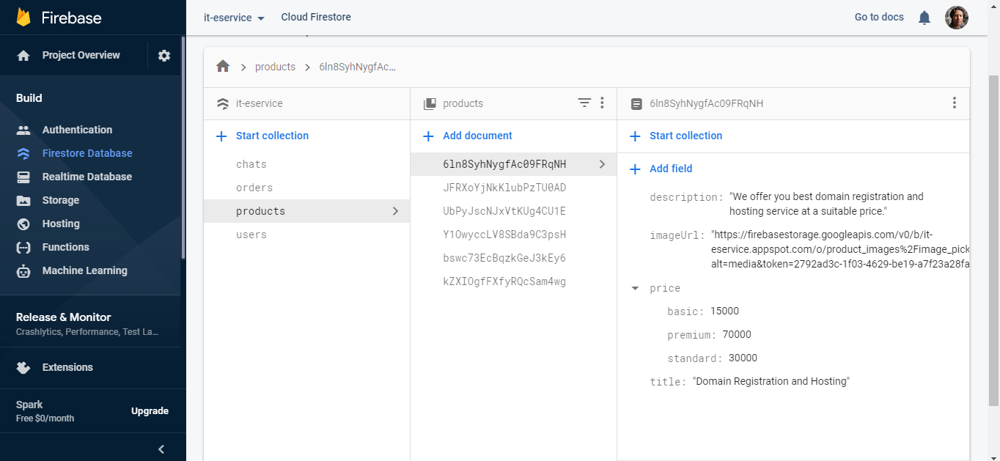 Firebase
Project Overview
Build
Authentication
Firestore Database
Realtime Database
Storage
Hosting
Functions
Machine Learning
Release & Monitor
Crashlytics, Performance, Test La...
Extensions
Spark
Free $0/month
Upgrade
it-eservice
Cloud Firestore
Go to docs
products
6ln8SyhNygfAc...
it-eservice
Start collection
chats
orders
products
users
products
Add document
6ln8SyhNygfAc09FRqNH
JFRXoYjNkKlubPzTU0AD
UbPyJscNJxVtKUg4CU1E
Y1OwyccLV8SBda9C3psH
bswc73EcBqzkGeJ3kEy6
kZXIOgfFXfyRQcSam4wg
6ln8SyhNygfAc09FRqNH
Start collection
Add field
description: "We offer you best domain registration and
hosting service at a suitable price."
imageUrl: "https://firebasestorage.googleapis.com/v0/b/it-
eservice.appspot.com/o/product_images%2Fimage_pick
alt=media&token=2792ad3c-1f03-4629-be19-a7f23a28fa
price
basic: 15000
premium: 70000
standard: 30000
title: "Domain Registration and Hosting"